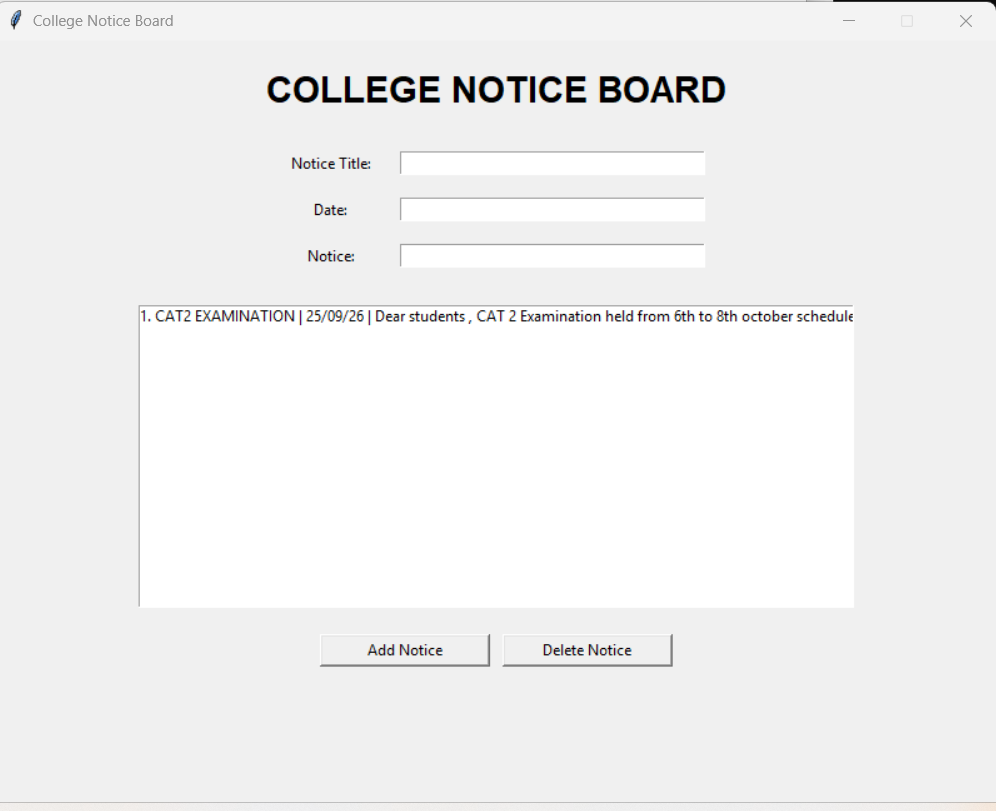 College Notice Board
COLLEGE NOTICE BOARD
Notice Title:
Date:
Notice:
1. CAT2 EXAMINATION | 25/09/26 | Dear students , CAT 2 Examination held from 6th to 8th october schedule
Add Notice
Delete Notice